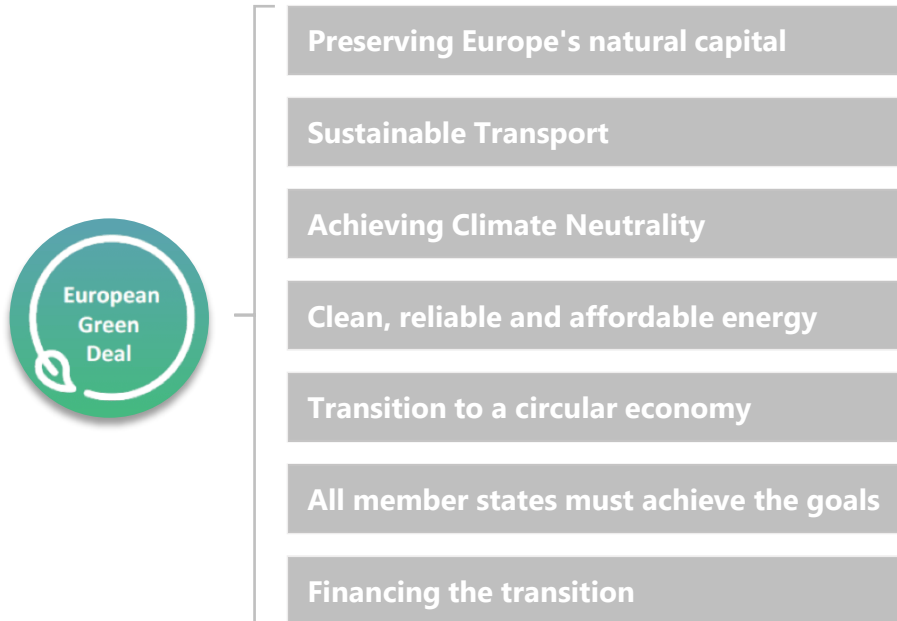 Preserving Europe's natural capital
Sustainable Transport
Achieving Climate Neutrality
European
Green
Deal
Clean, reliable and affordable energy
Transition to a circular economy
All member states must achieve the goals
Financing the transition